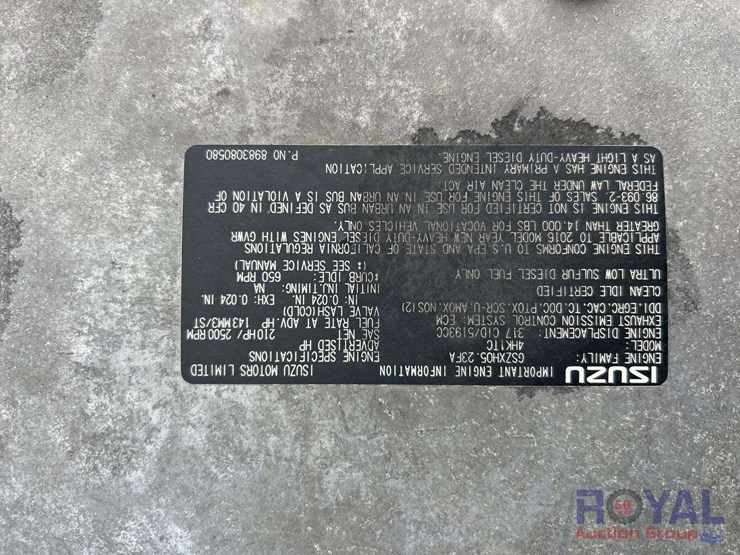 ISUZU IMPORTANT ENGINE INFORMATION ISUZU MOTORS LIMITED
ENGINE FAMILY: GSZXH05.23FA
MODEL: 4HK1TC
ENGINE DISPLACEMENT: 317 CID/5193CC
EXHAUST EMISSION CONTROL SYSTEM: ECM
DDI, EGRC, CAC, TC, DOC, PTOX, SCR-U, AMOX, NOS(2)
CLEAN IDLE CERTIFIED
ULTRA LOW SULFUR DIESEL FUEL ONLY
ENGINE SPECIFICATIONS
ADVERTISED HP
SAE NET 210HP/ 2500 RPM
FUEL RATE AT ADV.HP 143MM3/ST
VALVE LASH(COLD)
IN: 0.024 IN. EXH: 0.024 IN.
INITIAL INJ.TIMING: NA
*CURB IDLE: 650 RPM
(*: SEE SERVICE MANUAL)
THIS ENGINE CONFORMS TO U.S.EPA AND STATE OF CALIFORNIA REGULATIONS
APPLICABLE TO 2016 MODEL YEAR NEW HEAVY-DUTY DIESEL ENGINES WITH GVWR
GREATER THAN 14,000 LBS FOR VOCATIONAL VEHICLES.
THIS ENGINE IS NOT CERTIFIED FOR USE IN AN URBAN BUS AS DEFINED IN 40 CFR
86.093-2. SALES OF THIS ENGINE FOR USE IN AN URBAN BUS IS A VIOLATION OF
FEDERAL LAW UNDER THE CLEAN AIR ACT.
THIS ENGINE HAS A PRIMARY INTENDED SERVICE APPLICATION
AS A LIGHT HEAVY-DUTY DIESEL ENGINE.
P.NO 8983080580
ROYAL
Auction Group